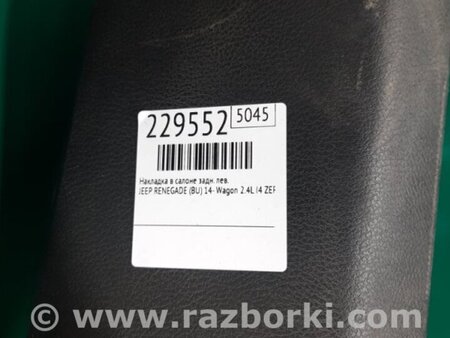 229552 5045
Накладка в салоне задн. лев.
JEEP RENEGADE (BU) 14- Wagon 2.4L I4 ZEF
© www.razborki.com